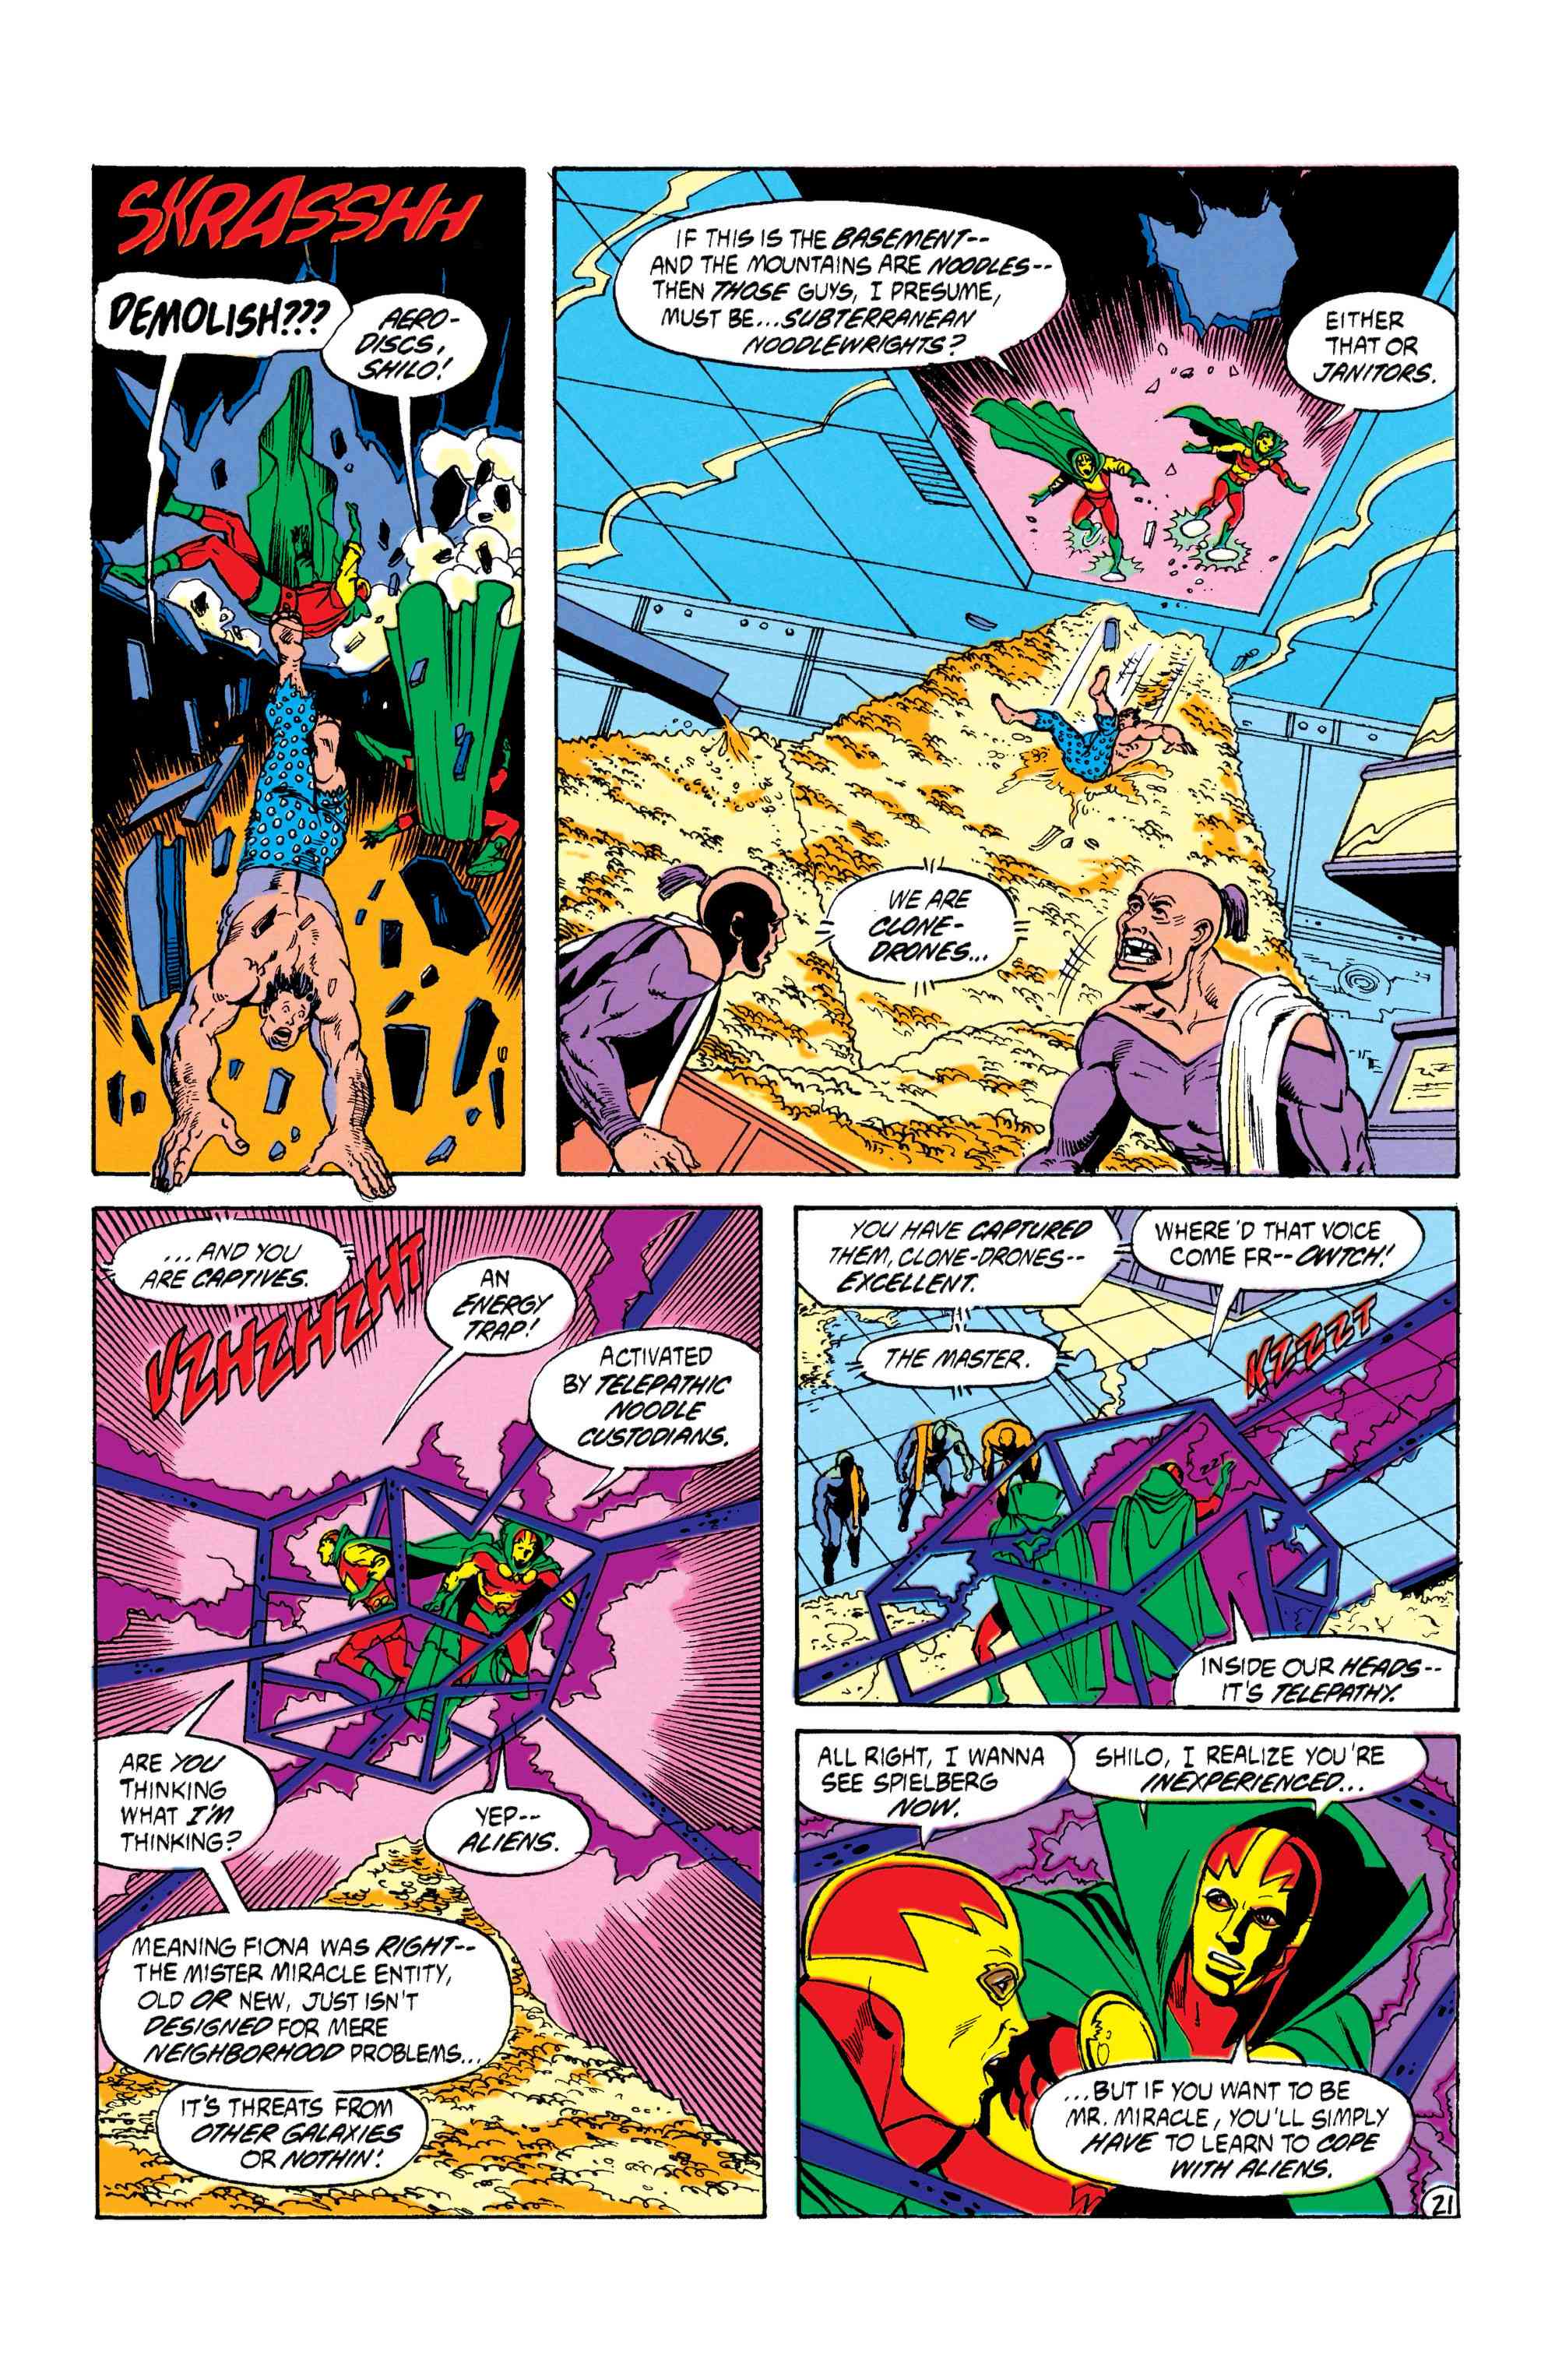 SKRASSHH
DEMOLISH???
AERO-
DISCS,
SHILO!
IF THIS IS THE BASEMENT--
AND THE MOUNTAINS ARE NOODLES--
THEN THOSE GUYS, I PRESUME,
MUST BE...SUBTERRANEAN
NOODLEWRIGHTS?
EITHER
THAT OR
JANITORS.
WE ARE
CLONE-
DRONES...
...AND YOU
ARE CAPTIVES.
VZHZHZHZHT
AN
ENERGY
TRAP!
ACTIVATED
BY TELEPATHIC
NOODLE
CUSTODIANS.
ARE YOU
THINKING
WHAT I'M
THINKING?
YEP--
ALIENS.
MEANING FIONA WAS RIGHT--
THE MISTER MIRACLE ENTITY,
OLD OR NEW, JUST ISN'T
DESIGNED FOR MERE
NEIGHBORHOOD PROBLEMS...
IT'S THREATS FROM
OTHER GALAXIES
OR NOTHIN'!
YOU HAVE CAPTURED
THEM, CLONE-DRONES--
EXCELLENT.
THE MASTER.
WHERE'D THAT VOICE
COME FR-- OWTCH!
KZZZT
ZZT
INSIDE OUR HEADS--
IT'S TELEPATHY.
ALL RIGHT, I WANNA
SEE SPIELBERG
NOW.
SHILO, I REALIZE YOU'RE
INEXPERIENCED...
...BUT IF YOU WANT TO BE
MR. MIRACLE, YOU'LL SIMPLY
HAVE TO LEARN TO COPE
WITH ALIENS.
21